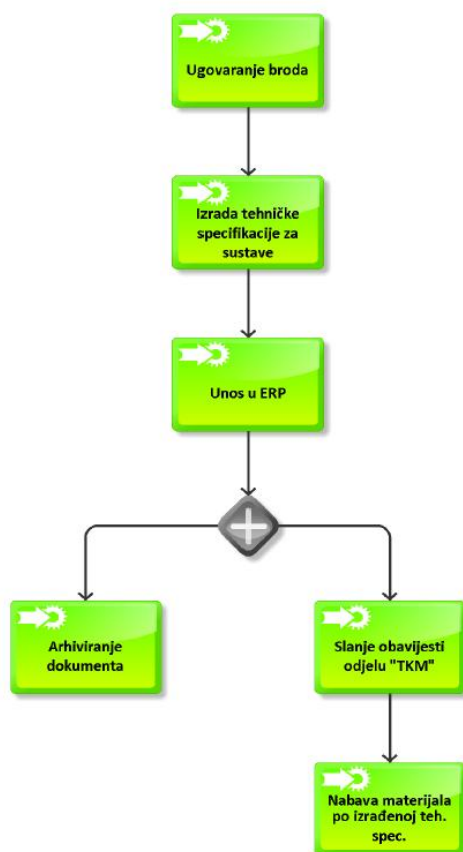 Ugovaranje broda
Izrada tehničke
specifikacije za
sustave
Unos u ERP
Arhiviranje
dokumenta
Slanje obavijesti
odjelu "TKM"
Nabava materijala
po izrađenoj teh.
spec.